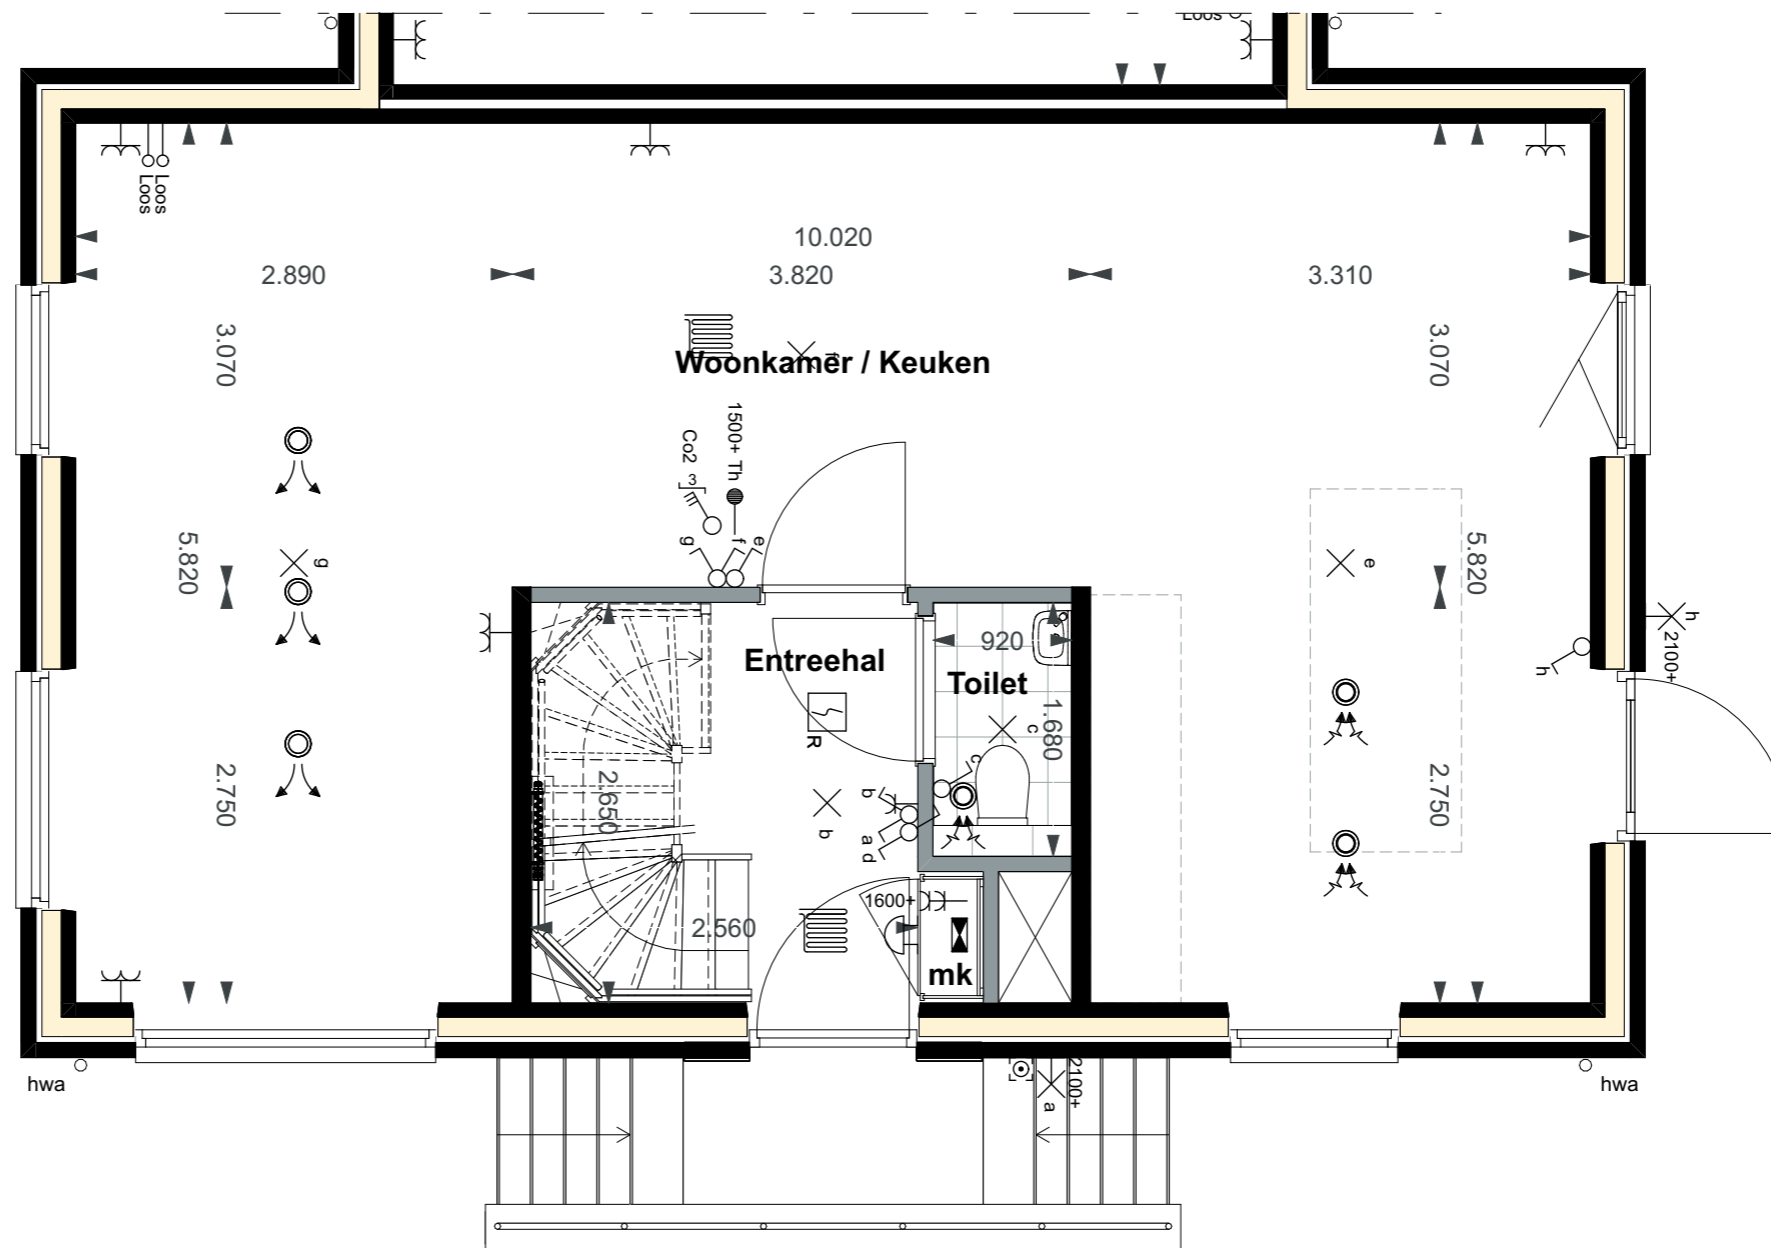 Loos
Loos
Loos
10.020
2.890
3.820
3.310
3.070
3.070
Woonkamer / Keuken
f
1500+ Th
Co2
3
g
f
e
5.820
g
e
5.820
h
2100+
h
920
Entreehal
Toilet
c
1.680
R
c
2.750
2.650
b
b
a
d
2.750
1600+
2.560
mk
hwa
hwa
2100+
a